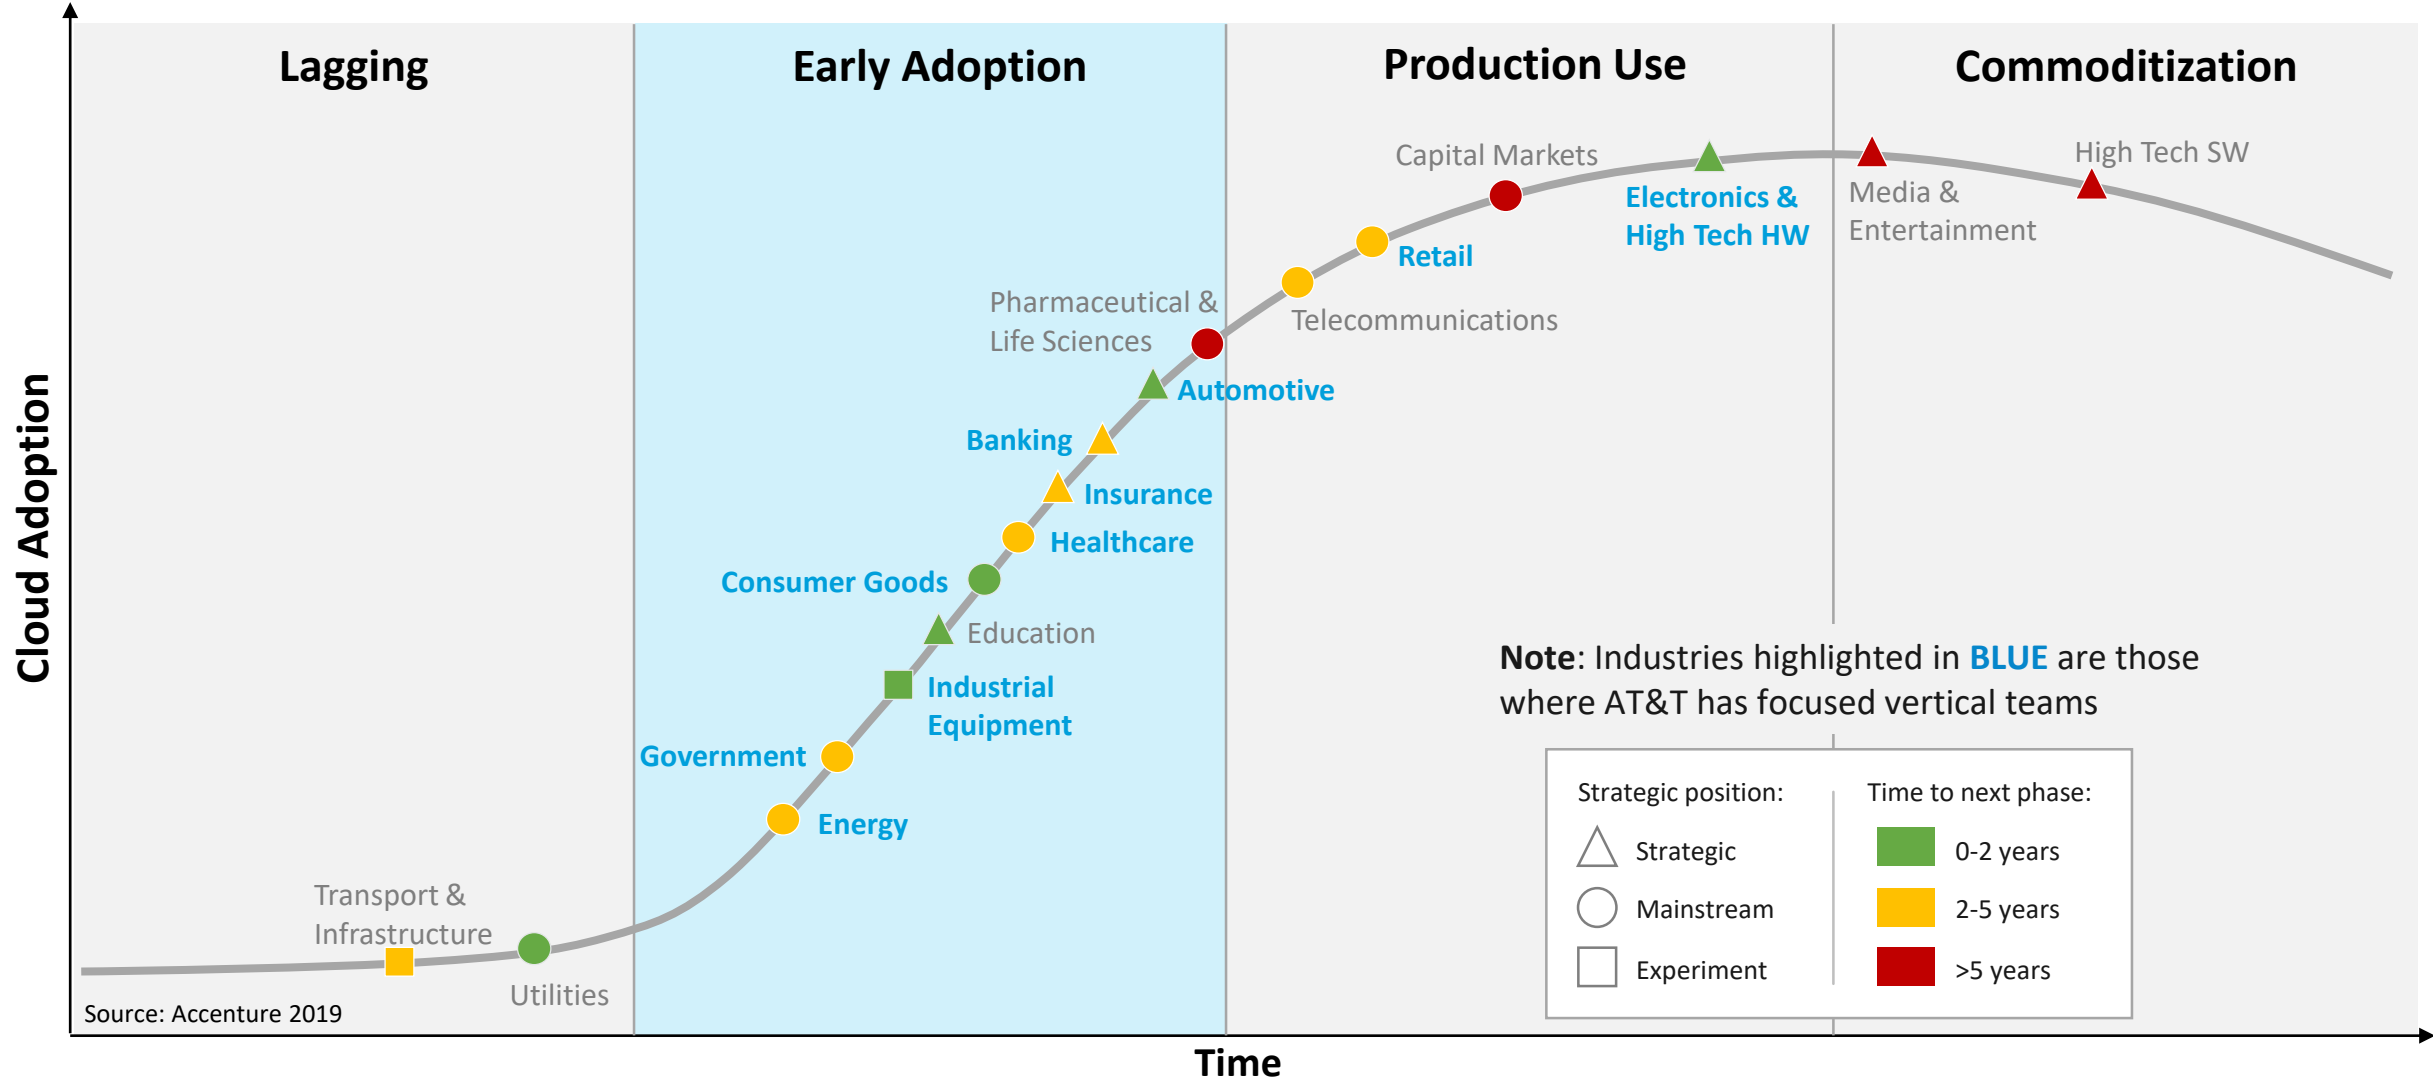 Lagging
Early Adoption
Production Use
Commoditization
Capital Markets
High Tech SW
Electronics &
High Tech HW
Media &
Entertainment
Retail
Pharmaceutical &
Life Sciences
Telecommunications
Automotive
Banking
Insurance
Healthcare
Consumer Goods
Education
Industrial
Equipment
Government
Energy
Transport &
Infrastructure
Utilities
Cloud Adoption
Note: Industries highlighted in BLUE are those
where AT&T has focused vertical teams
Strategic position:
Strategic
Mainstream
Experiment
Time to next phase:
0-2 years
2-5 years
>5 years
Source: Accenture 2019
Time